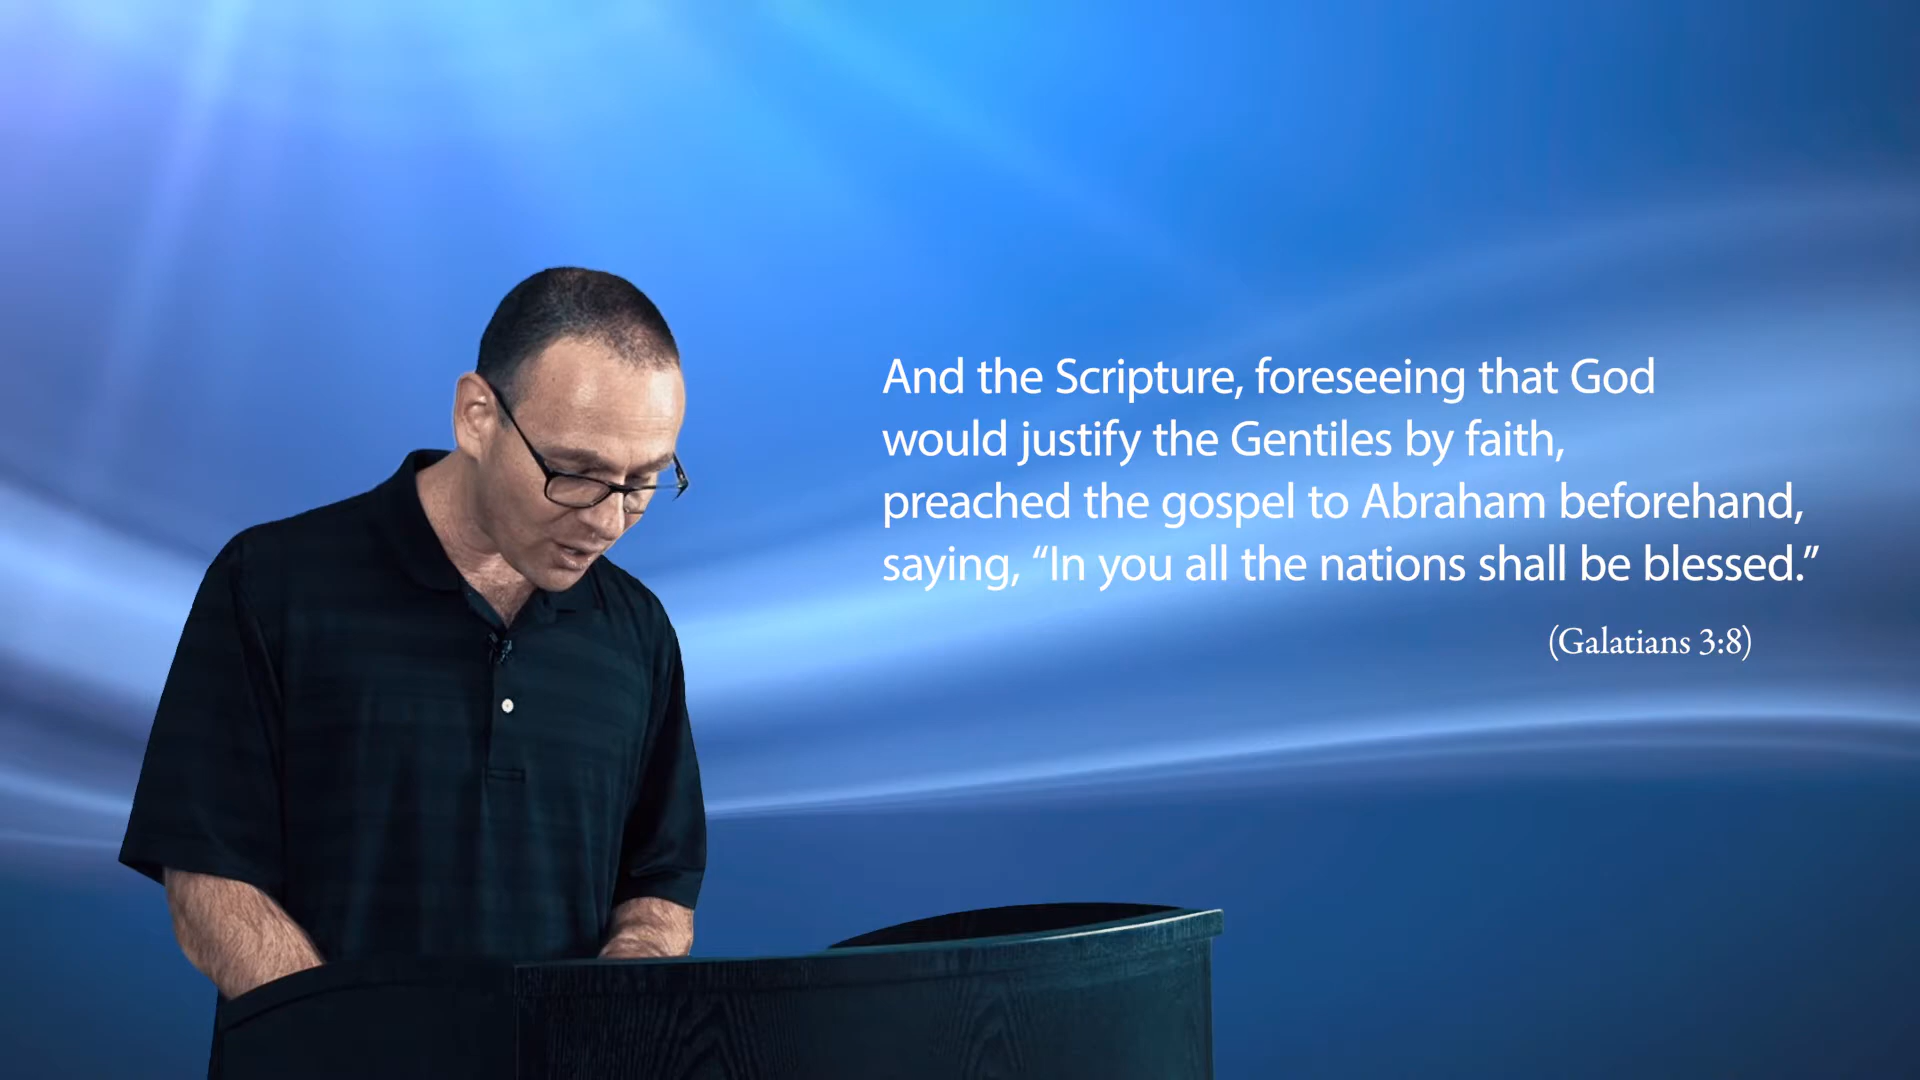 And the Scripture, foreseeing that God
would justify the Gentiles by faith,
preached the gospel to Abraham beforehand,
saying, “In you all the nations shall be blessed.”
(Galatians 3:8)